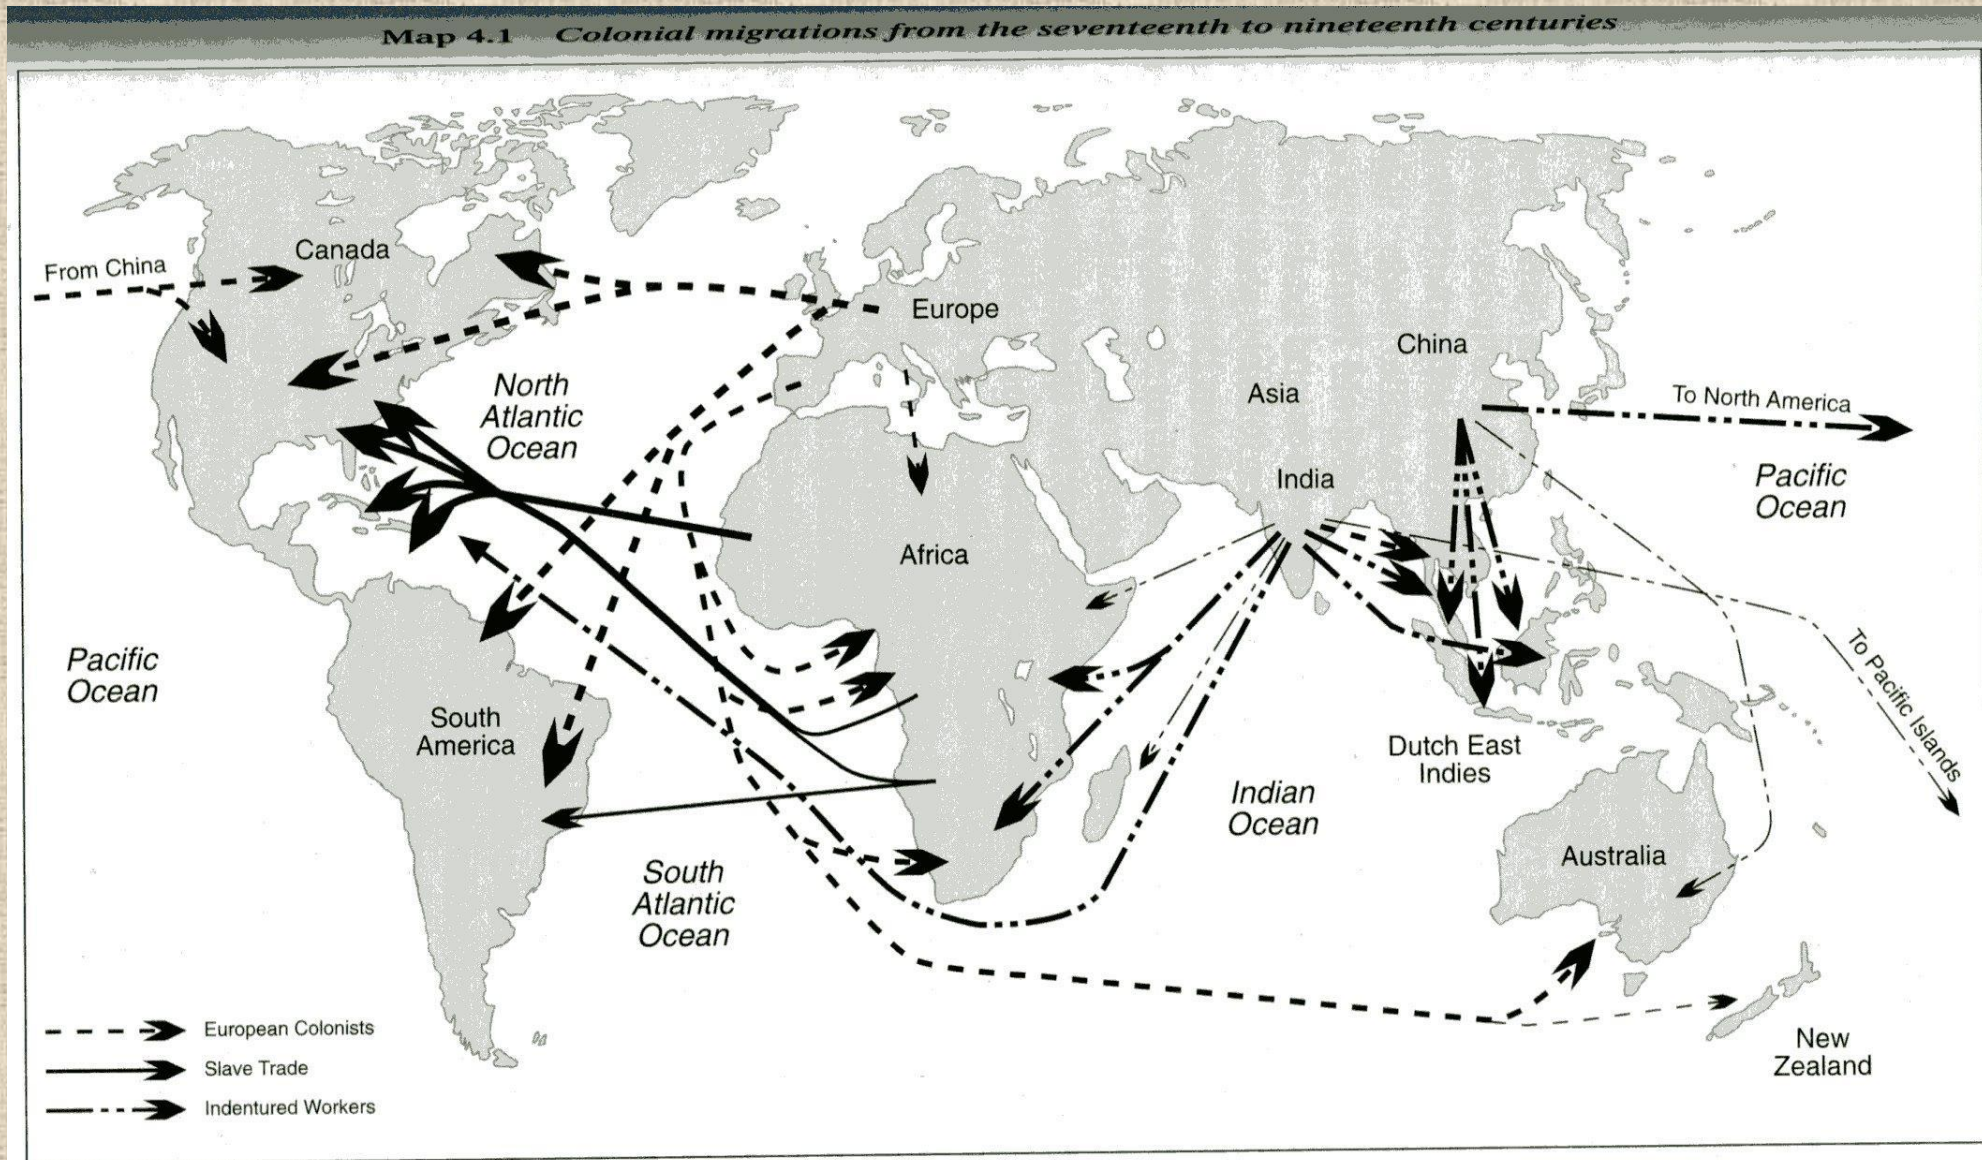 Map 4.1 Colonial migrations from the seventeenth to nineteenth centuries
Canada
From China
Europe
China
North
Atlantic
Ocean
Asia
To North America
India
Pacific
Ocean
Africa
Pacific
Ocean
To Pacific Islands
South
America
Dutch East
Indies
Indian
Ocean
Australia
South
Atlantic
Ocean
European Colonists
Slave Trade
Indentured Workers
New
Zealand